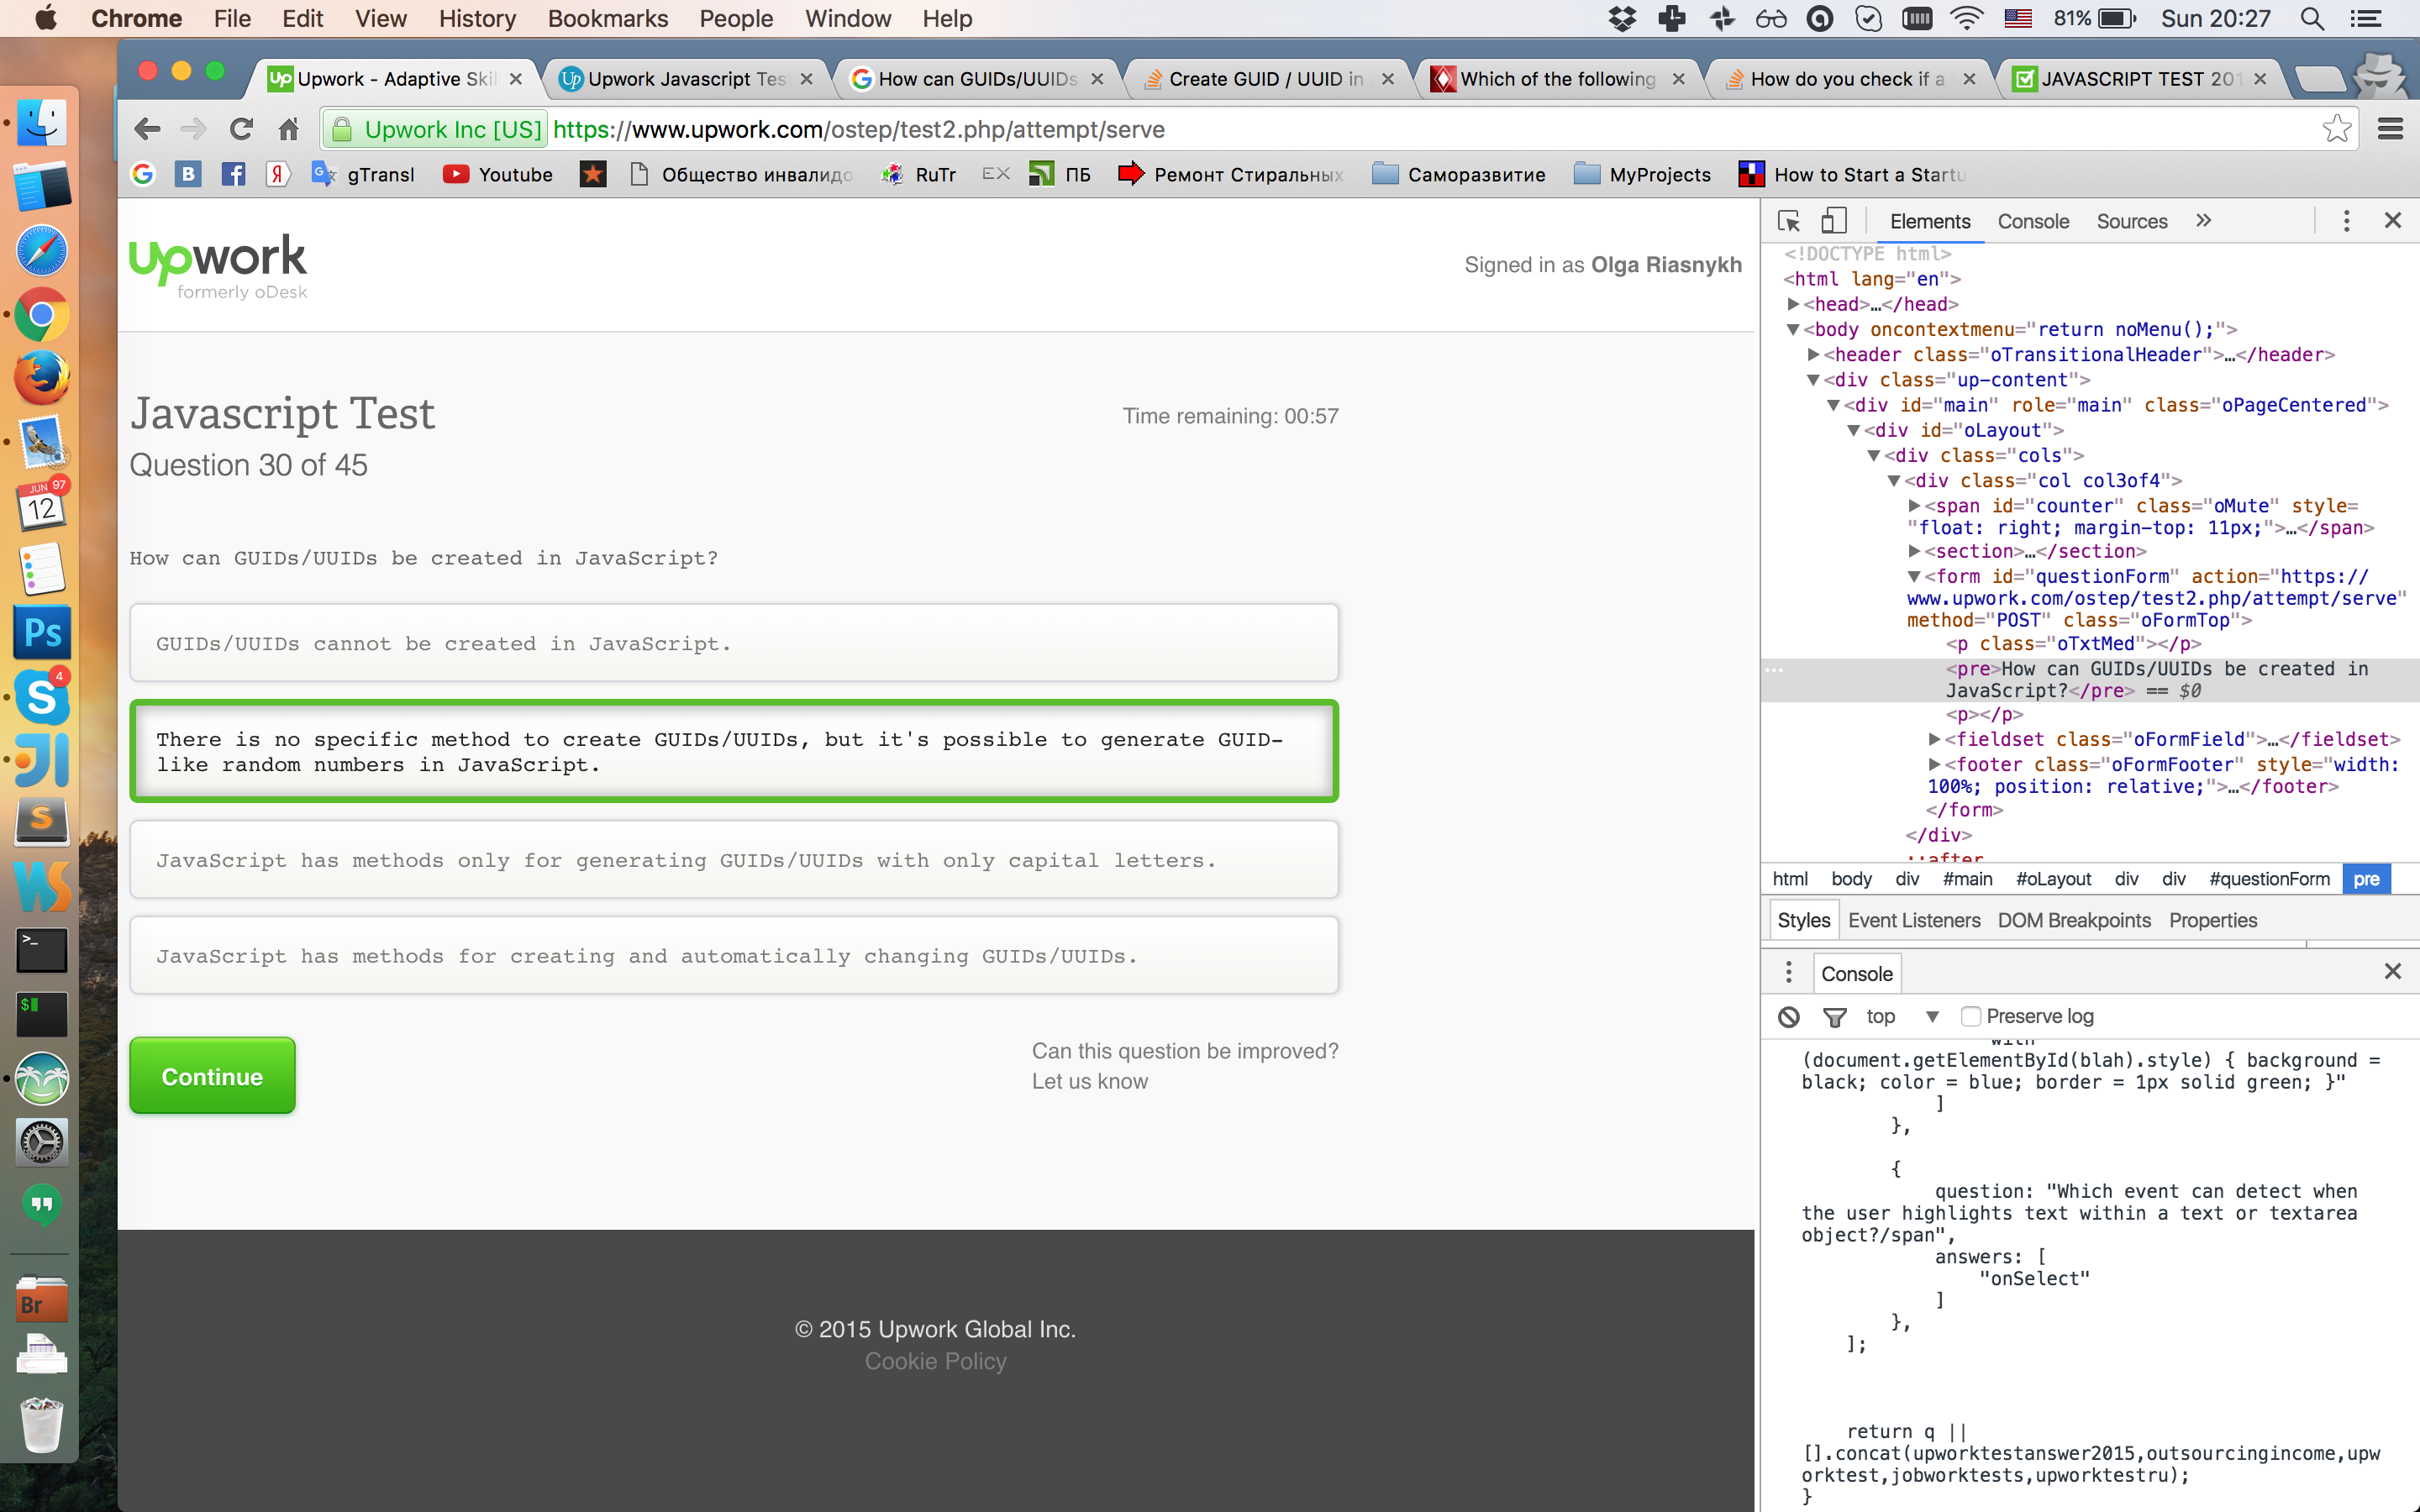 Chrome File Edit View History Bookmarks People Window Help 81% Sun 20:27
Upwork - Adaptive Skil
Upwork Javascript Tes
How can GUIDs/UUIDs
Create GUID / UUID in
Which of the following
How do you check if a
JAVASCRIPT TEST 201
Upwork Inc [US] https://www.upwork.com/ostep/test2.php/attempt/serve
gTransl Youtube Общество инвалидо RuTr EX ПБ Ремонт Стиральных Саморазвитие MyProjects How to Start a Startu
upwork
formerly oDesk
Signed in as Olga Riasnykh
Javascript Test
Time remaining: 00:57
Question 30 of 45
How can GUIDs/UUIDs be created in JavaScript?
GUIDs/UUIDs cannot be created in JavaScript.
There is no specific method to create GUIDs/UUIDs, but it's possible to generate GUID-
like random numbers in JavaScript.
JavaScript has methods only for generating GUIDs/UUIDs with only capital letters.
JavaScript has methods for creating and automatically changing GUIDs/UUIDs.
Continue
Can this question be improved?
Let us know
© 2015 Upwork Global Inc.
Cookie Policy
JUN 97
12
Ps
4
Br
Elements Console Sources
<!DOCTYPE html>
<html lang="en">
<head>…</head>
<body oncontextmenu="return noMenu();">
<header class="oTransitionalHeader">…</header>
<div class="up-content">
<div id="main" role="main" class="oPageCentered">
<div id="oLayout">
<div class="cols">
<div class="col col3of4">
<span id="counter" class="oMute" style=
"float: right; margin-top: 11px;">…</span>
<section>…</section>
<form id="questionForm" action="https://
www.upwork.com/ostep/test2.php/attempt/serve"
method="POST" class="oFormTop">
<p class="oTxtMed"></p>
<pre>How can GUIDs/UUIDs be created in
JavaScript?</pre> == $0
<p></p>
<fieldset class="oFormField">…</fieldset>
<footer class="oFormFooter" style="width:
100%; position: relative;">…</footer>
</form>
</div>
::after
html body div #main #oLayout div div #questionForm pre
Styles Event Listeners DOM Breakpoints Properties
Console
top Preserve log
with
(document.getElementById(blah).style) { background =
black; color = blue; border = 1px solid green; }"
]
},
{
question: "Which event can detect when
the user highlights text within a text or textarea
object?/span",
answers: [
"onSelect"
]
},
];
return q ||
[].concat(upworktestanswer2015,outsourcingincome,upw
orktest,jobworktests,upworktestru);
}